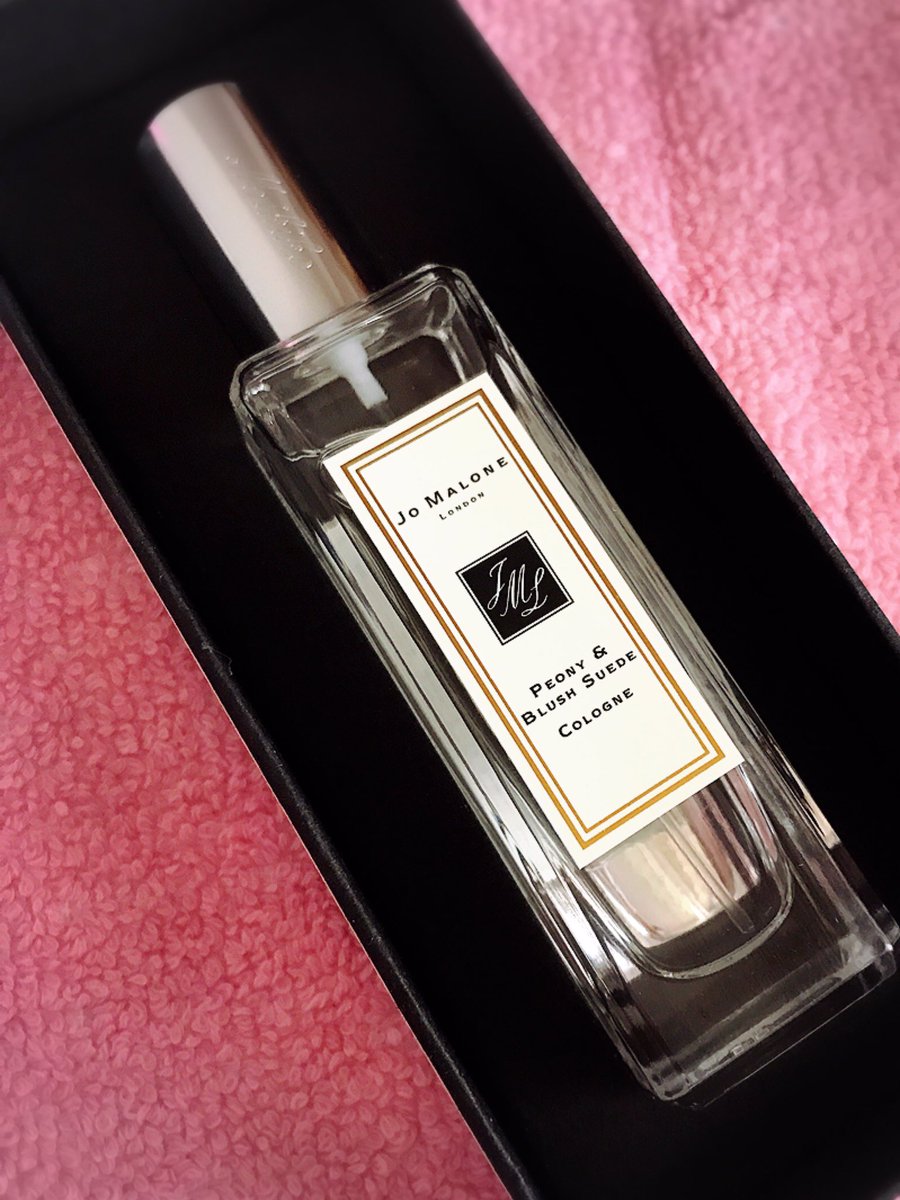 Jo Malone
London
JML
Peony &
Blush Suede
Cologne